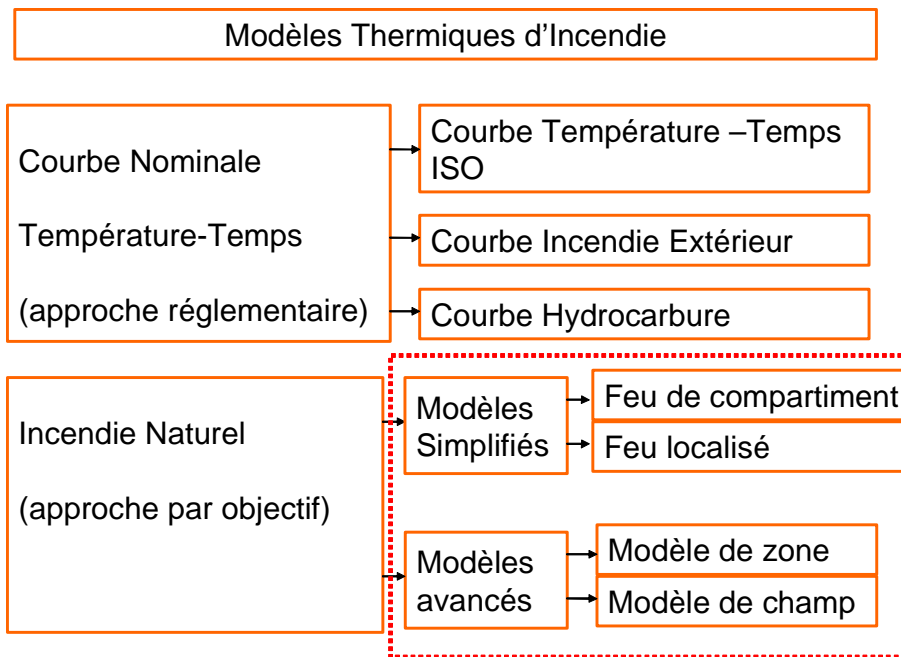 Modèles Thermiques d'Incendie
Courbe Nominale
Température-Temps
(approche réglementaire)
Courbe Température –Temps
ISO
Courbe Incendie Extérieur
Courbe Hydrocarbure
Incendie Naturel
(approche par objectif)
Modèles
Simplifiés
Feu de compartiment
Feu localisé
Modèles
avancés
Modèle de zone
Modèle de champ